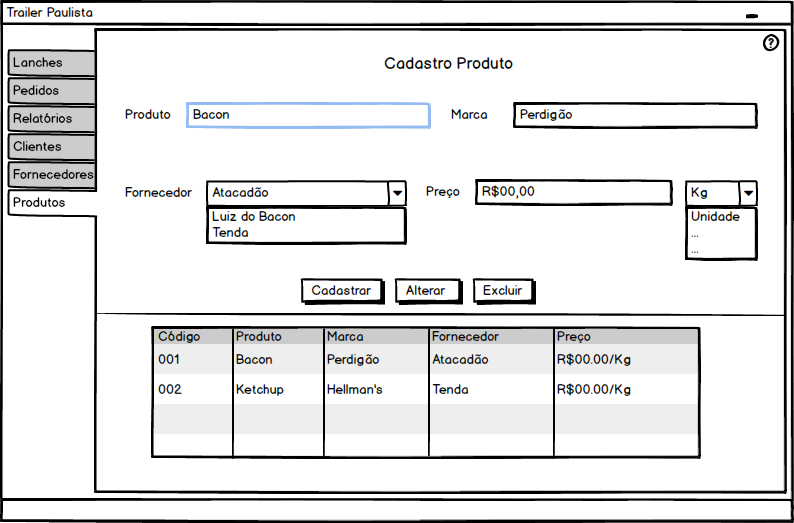 Trailer Paulista
?
Lanches
Pedidos
Relatórios
Clientes
Fornecedores
Produtos
Cadastro Produto
Produto Bacon Marca Perdigão
Fornecedor Atacadão Preço R$00,00 Kg
Luiz do Bacon Unidade
Tenda ...
...
Cadastrar Alterar Excluir
Código Produto Marca Fornecedor Preço
001 Bacon Perdigão Atacadão R$00.00/Kg
002 Ketchup Hellman's Tenda R$00.00/Kg